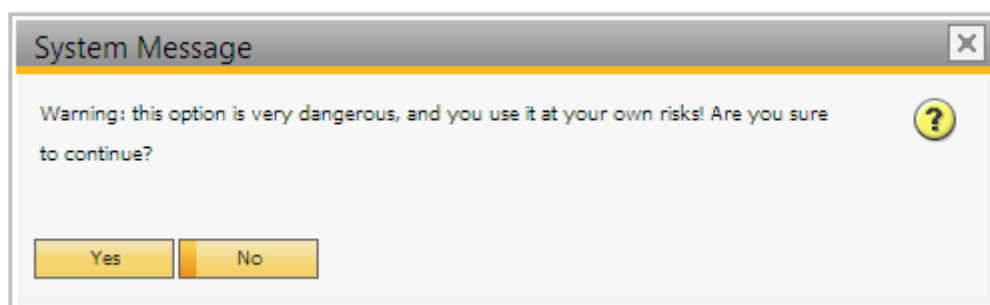 System Message
Warning: this option is very dangerous, and you use it at your own risks! Are you sure
to continue?
Yes No